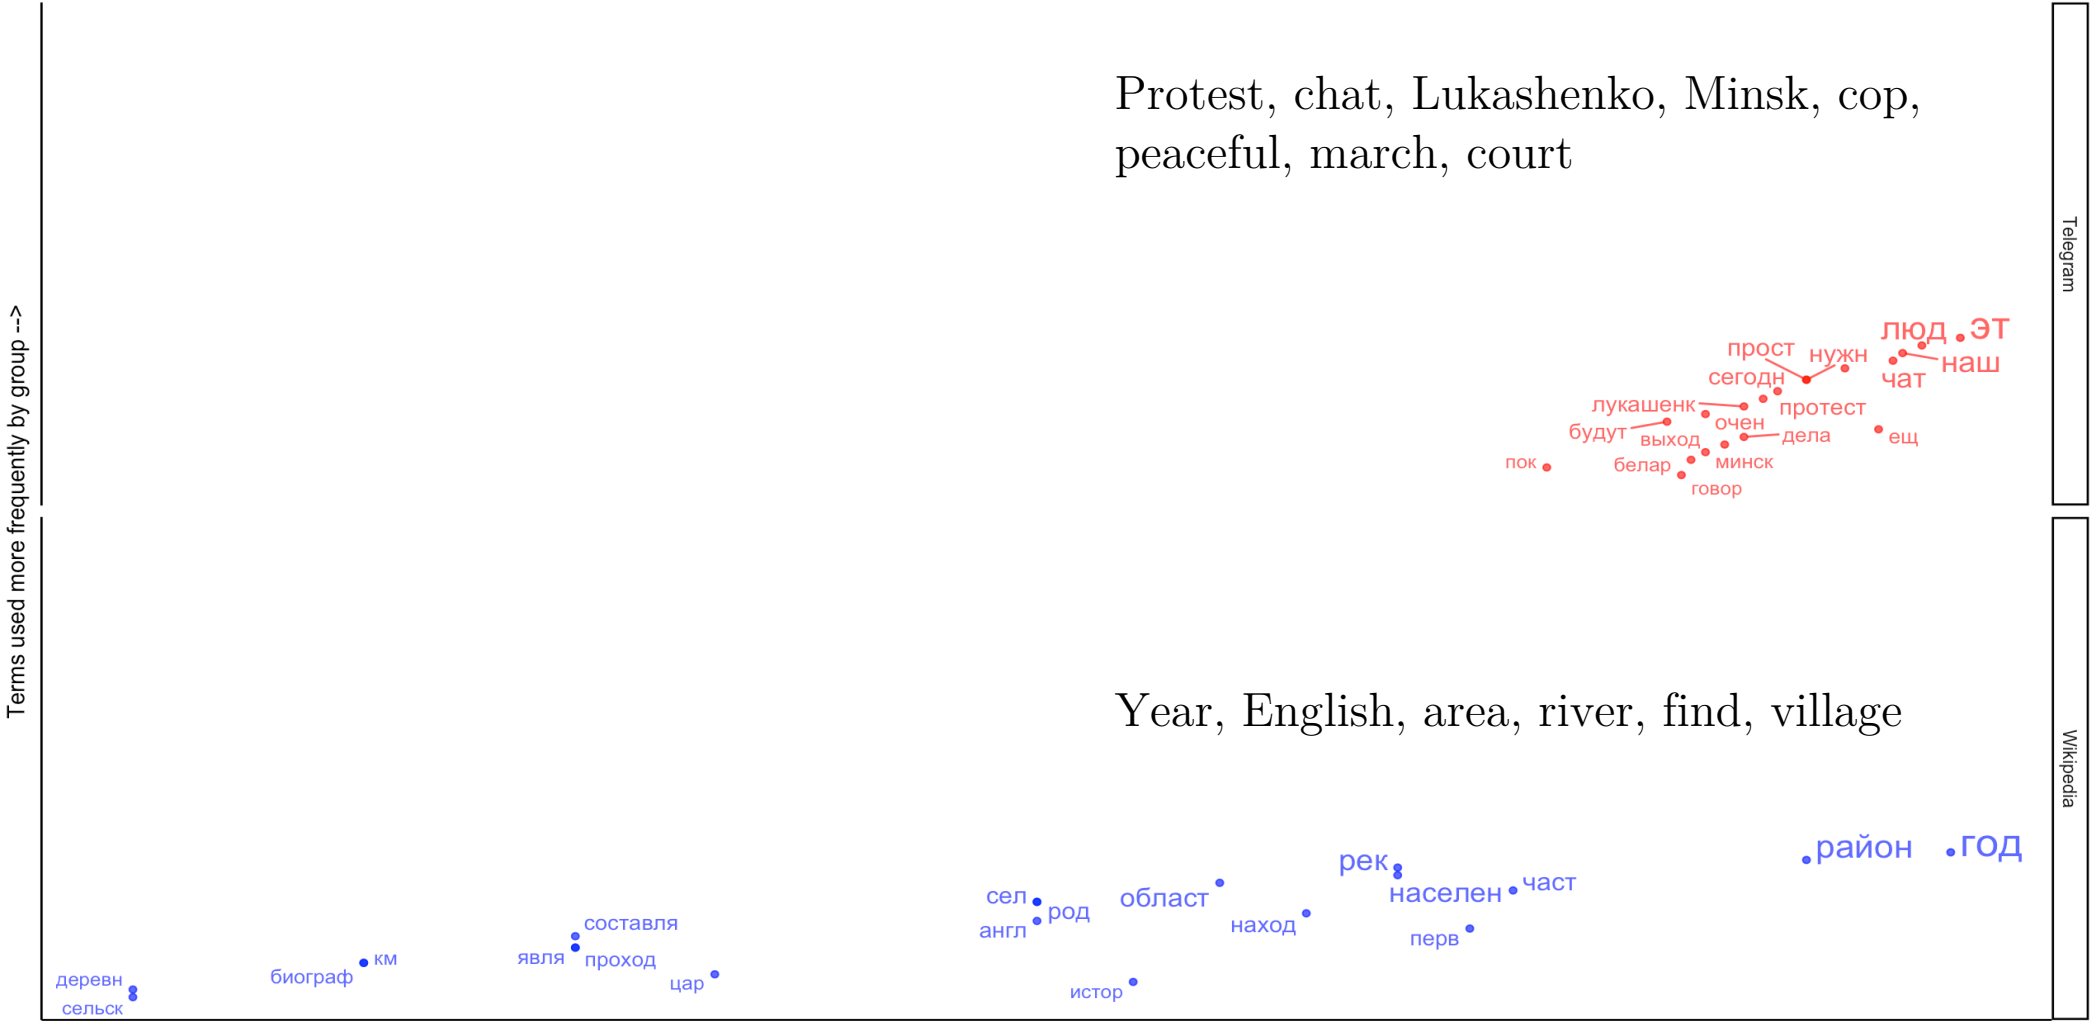 Protest, chat, Lukashenko, Minsk, cop,
peaceful, march, court
Telegram
Terms used more frequently by group -->
люд эт
прост нужн наш
сегодн чат
лукашенк протест
будут очен
выход дела ещ
пок белар минск
говор
Year, English, area, river, find, village
Wikipedia
район год
рек
населен част
сел област
род
англ наход
составля перв
явля проход
км
биограф цар
деревн истор
сельск